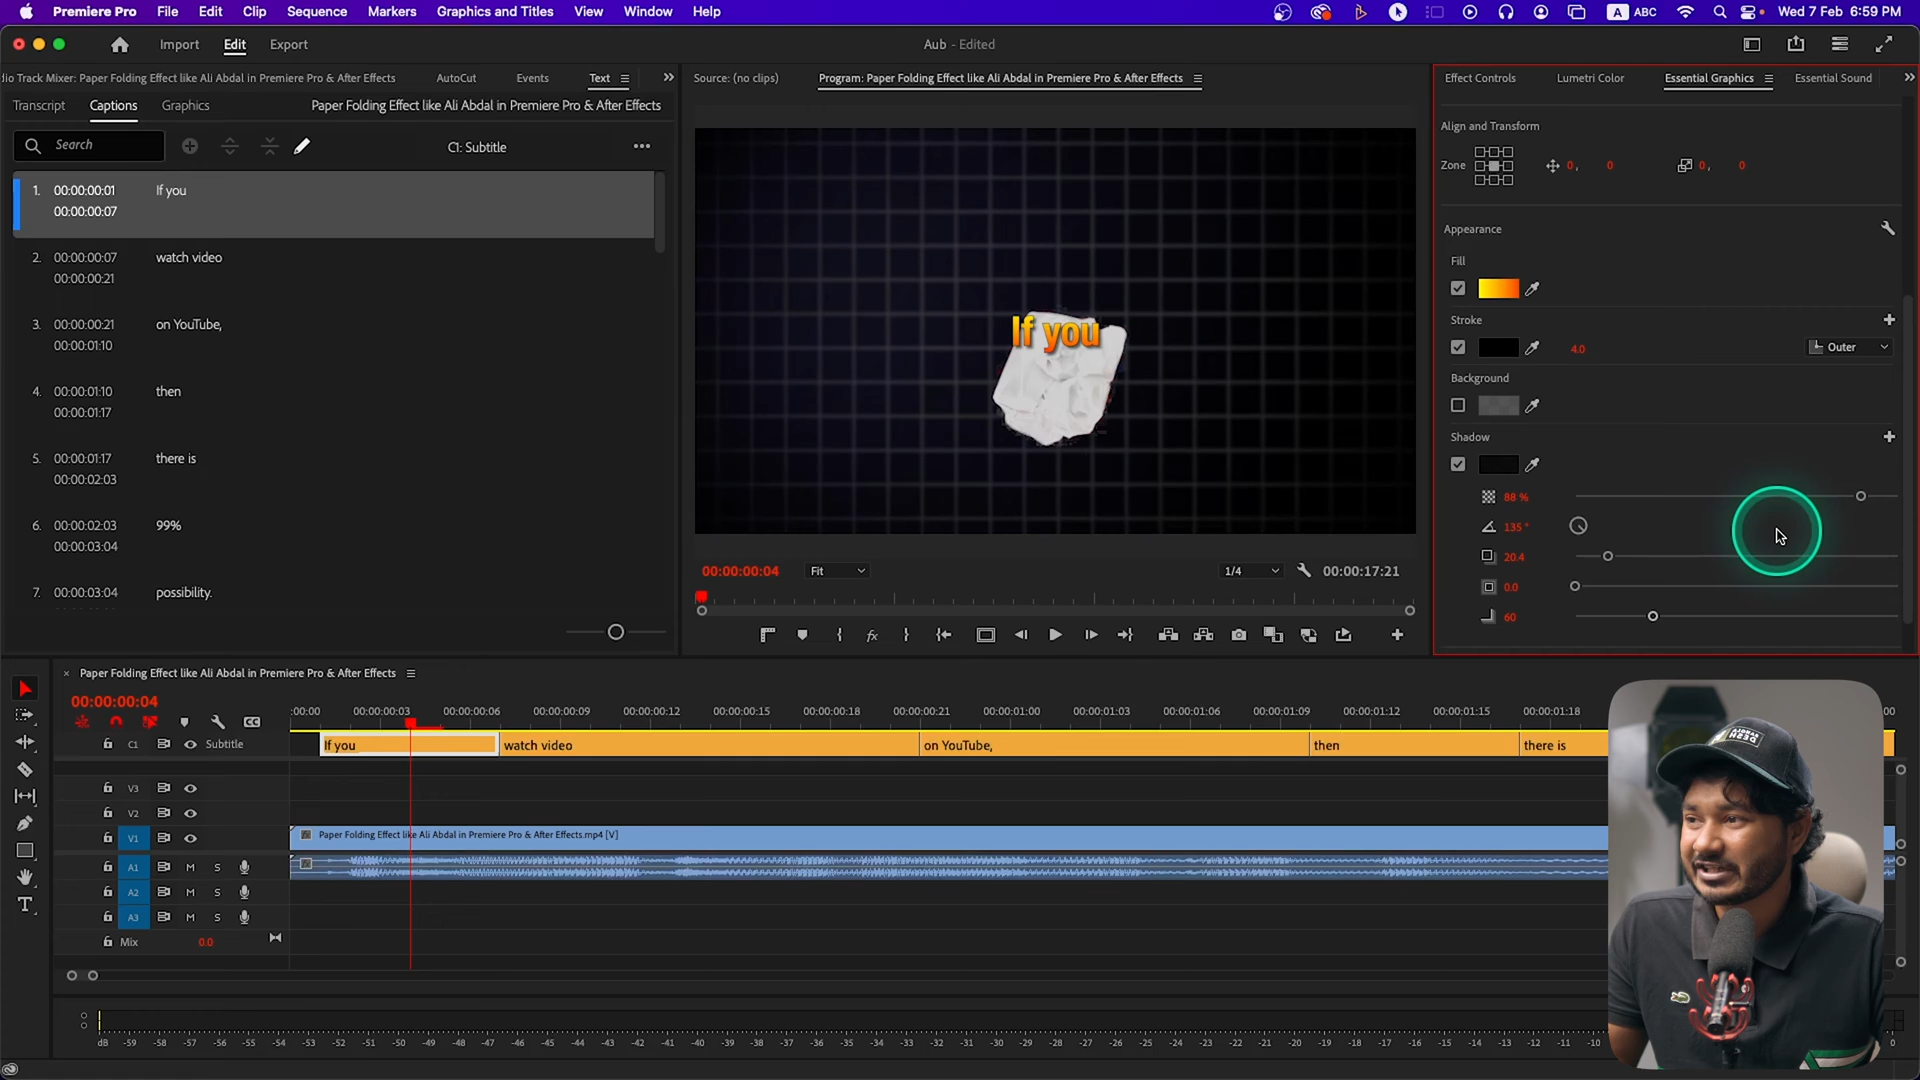 Premiere Pro File Edit Clip Sequence Markers Graphics and Titles View Window Help
A ABC Wed 7 Feb 6:59 PM
Import Edit Export
Aub - Edited
dio Track Mixer: Paper Folding Effect like Ali Abdal in Premiere Pro & After Effects AutoCut Events Text
Transcript Captions Graphics Paper Folding Effect like Ali Abdal in Premiere Pro & After Effects
Search C1: Subtitle
1. 00:00:00:01 If you
00:00:00:07
2. 00:00:00:07 watch video
00:00:00:21
3. 00:00:00:21 on YouTube,
00:00:01:10
4. 00:00:01:10 then
00:00:01:17
5. 00:00:01:17 there is
00:00:02:03
6. 00:00:02:03 99%
00:00:03:04
7. 00:00:03:04 possibility.
Source: (no clips) Program: Paper Folding Effect like Ali Abdal in Premiere Pro & After Effects
If you
00:00:00:04 Fit 1/4 00:00:17:21
Effect Controls Lumetri Color Essential Graphics Essential Sound
Align and Transform
Zone 0, 0 0, 0
Appearance
Fill
Stroke
4.0 Outer
Background
Shadow
88 %
135 °
20.4
0.0
60
Paper Folding Effect like Ali Abdal in Premiere Pro & After Effects
00:00:00:04
:00:00 00:00:00:03 00:00:00:06 00:00:00:09 00:00:00:12 00:00:00:15 00:00:00:18 00:00:00:21 00:00:01:00 00:00:01:03 00:00:01:06 00:00:01:09 00:00:01:12 00:00:01:15 00:00:01:18 00
C1 Subtitle If you watch video on YouTube, then there is
V3
V2
V1 Paper Folding Effect like Ali Abdal in Premiere Pro & After Effects.mp4 [V]
A1 M S
A2 M S
A3 M S
Mix 0.0
dB -59 -57 -56 -55 -54 -53 -52 -51 -50 -49 -48 -47 -46 -45 -44 -43 -42 -41 -40 -39 -38 -37 -36 -35 -34 -33 -32 -31 -30 -29 -28 -27 -26 -25 -24 -23 -22 -21 -20 -19 -18 -17 -16 -15 -14 -13 -12 -11 -10 0